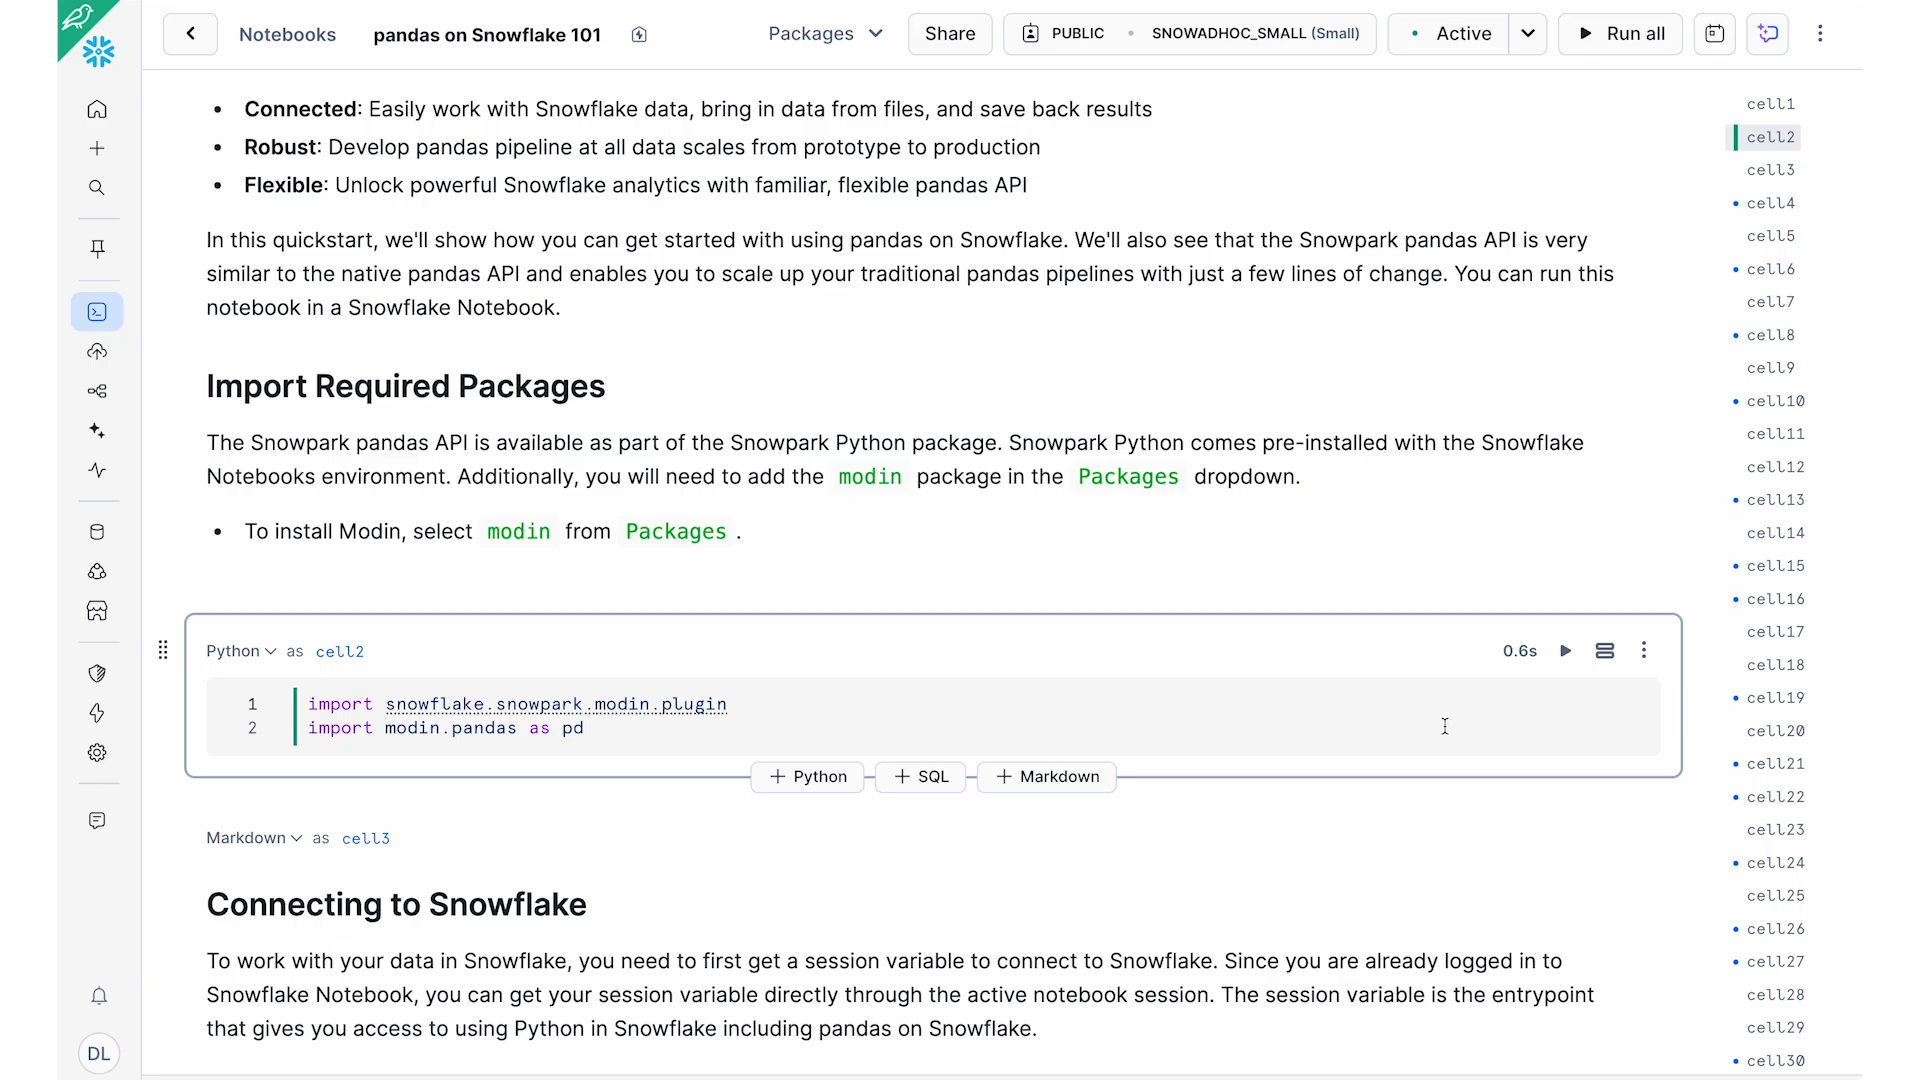 Notebooks
pandas on Snowflake 101
Packages
Share
PUBLIC • SNOWADHOC_SMALL (Small)
Active
Run all
• Connected: Easily work with Snowflake data, bring in data from files, and save back results
• Robust: Develop pandas pipeline at all data scales from prototype to production
• Flexible: Unlock powerful Snowflake analytics with familiar, flexible pandas API
In this quickstart, we'll show how you can get started with using pandas on Snowflake. We'll also see that the Snowpark pandas API is very
similar to the native pandas API and enables you to scale up your traditional pandas pipelines with just a few lines of change. You can run this
notebook in a Snowflake Notebook.
Import Required Packages
The Snowpark pandas API is available as part of the Snowpark Python package. Snowpark Python comes pre-installed with the Snowflake
Notebooks environment. Additionally, you will need to add the modin package in the Packages dropdown.
• To install Modin, select modin from Packages .
Python as cell2
0.6s
1 import snowflake.snowpark.modin.plugin
2 import modin.pandas as pd
+ Python
+ SQL
+ Markdown
Markdown as cell3
Connecting to Snowflake
To work with your data in Snowflake, you need to first get a session variable to connect to Snowflake. Since you are already logged in to
Snowflake Notebook, you can get your session variable directly through the active notebook session. The session variable is the entrypoint
that gives you access to using Python in Snowflake including pandas on Snowflake.
DL
cell1
cell2
cell3
cell4
cell5
cell6
cell7
cell8
cell9
cell10
cell11
cell12
cell13
cell14
cell15
cell16
cell17
cell18
cell19
cell20
cell21
cell22
cell23
cell24
cell25
cell26
cell27
cell28
cell29
cell30